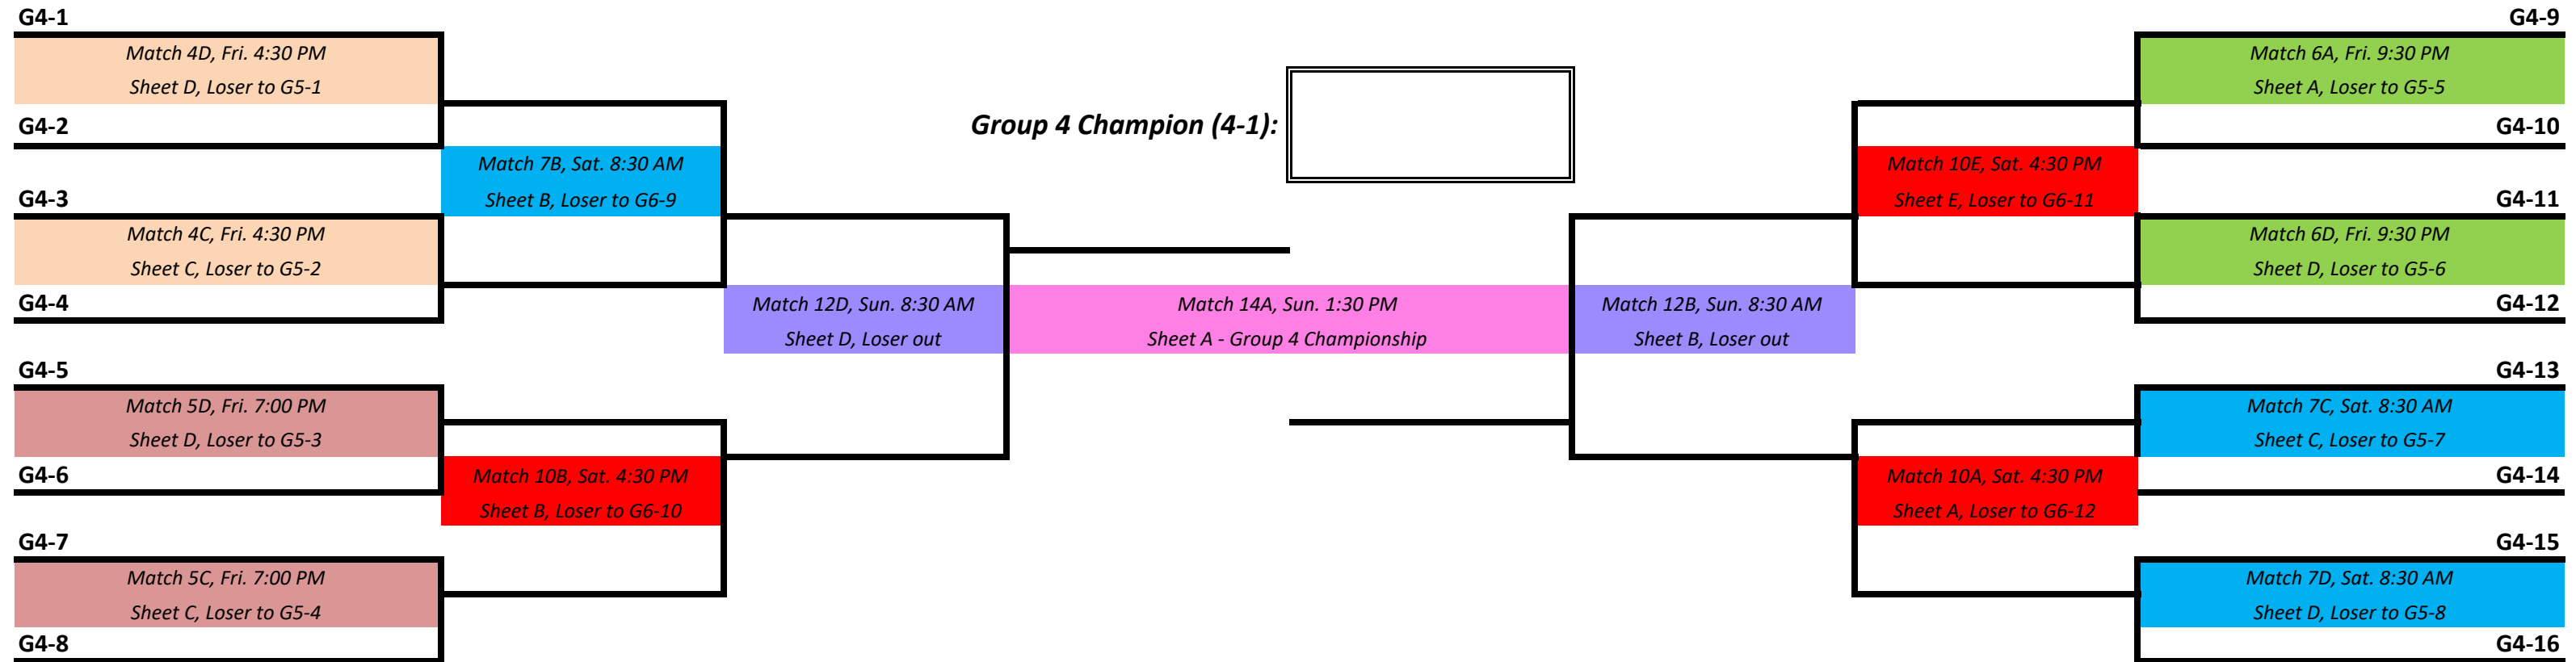 G4-1
Match 4D, Fri. 4:30 PM
Sheet D, Loser to G5-1
G4-2
Match 7B, Sat. 8:30 AM
Sheet B, Loser to G6-9
G4-3
Match 4C, Fri. 4:30 PM
Sheet C, Loser to G5-2
G4-4
Match 12D, Sun. 8:30 AM
Sheet D, Loser out
G4-5
Match 5D, Fri. 7:00 PM
Sheet D, Loser to G5-3
G4-6
Match 10B, Sat. 4:30 PM
Sheet B, Loser to G6-10
G4-7
Match 5C, Fri. 7:00 PM
Sheet C, Loser to G5-4
G4-8
Group 4 Champion (4-1):
Match 14A, Sun. 1:30 PM
Sheet A - Group 4 Championship
G4-9
Match 6A, Fri. 9:30 PM
Sheet A, Loser to G5-5
G4-10
Match 10E, Sat. 4:30 PM
Sheet E, Loser to G6-11
G4-11
Match 6D, Fri. 9:30 PM
Sheet D, Loser to G5-6
G4-12
Match 12B, Sun. 8:30 AM
Sheet B, Loser out
G4-13
Match 7C, Sat. 8:30 AM
Sheet C, Loser to G5-7
G4-14
Match 10A, Sat. 4:30 PM
Sheet A, Loser to G6-12
G4-15
Match 7D, Sat. 8:30 AM
Sheet D, Loser to G5-8
G4-16